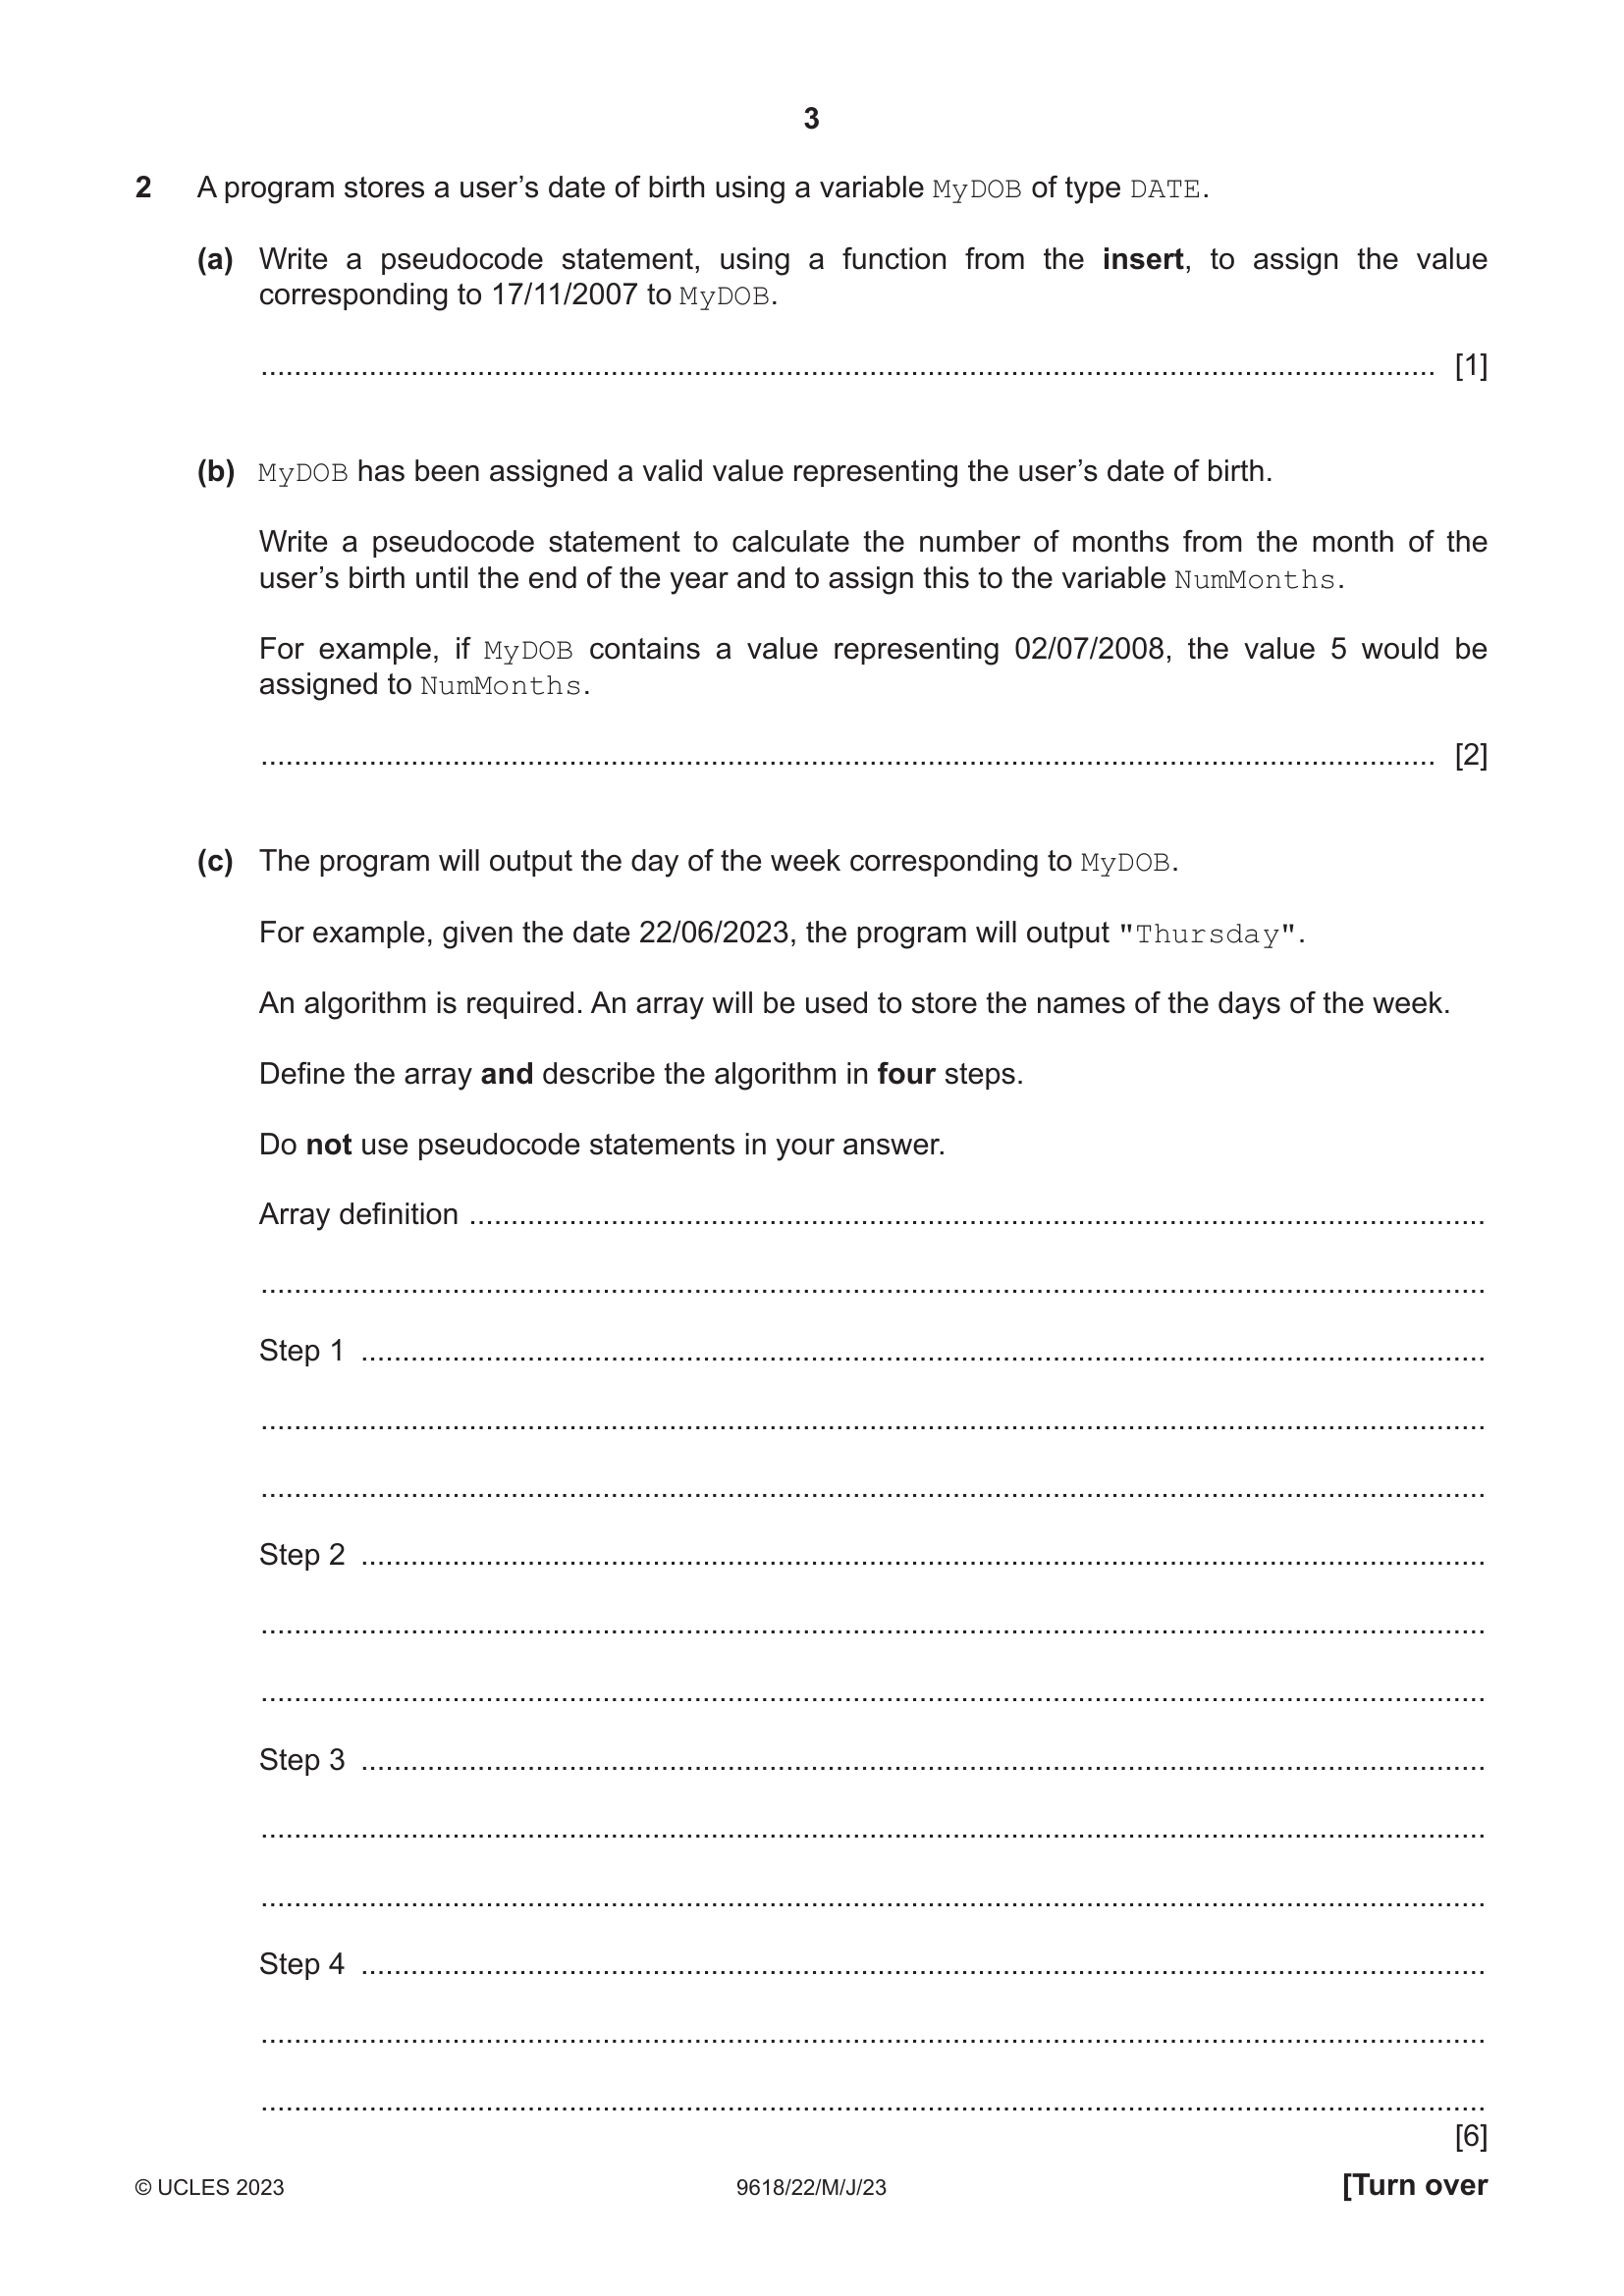 3
2 A program stores a user’s date of birth using a variable MyDOB of type DATE.
(a) Write a pseudocode statement, using a function from the insert, to assign the value
corresponding to 17/11/2007 to MyDOB.
[1]
(b) MyDOB has been assigned a valid value representing the user’s date of birth.
Write a pseudocode statement to calculate the number of months from the month of the
user’s birth until the end of the year and to assign this to the variable NumMonths.
For example, if MyDOB contains a value representing 02/07/2008, the value 5 would be
assigned to NumMonths.
[2]
(c) The program will output the day of the week corresponding to MyDOB.
For example, given the date 22/06/2023, the program will output "Thursday".
An algorithm is required. An array will be used to store the names of the days of the week.
Define the array and describe the algorithm in four steps.
Do not use pseudocode statements in your answer.
Array definition
Step 1
Step 2
Step 3
Step 4
[6]
© UCLES 2023 9618/22/M/J/23 [Turn over